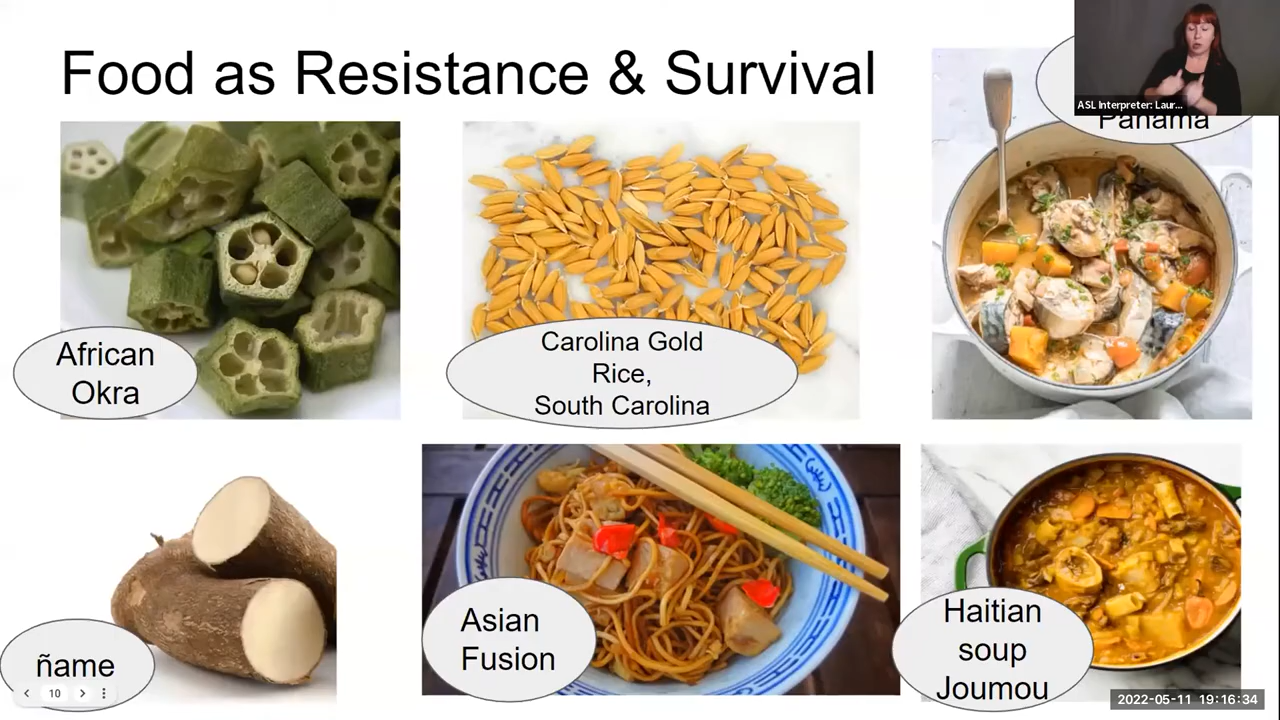 Food as Resistance & Survival
ASL Interpreter: Laur...
Panama
African
Okra
Carolina Gold
Rice,
South Carolina
ñame
Asian
Fusion
Haitian
soup
Joumou
10
2022-05-11 19:16:34